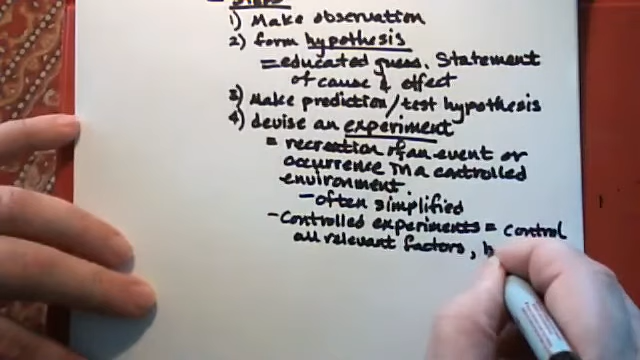 - Steps
1) Make observation
2) form hypothesis
= educated guess. Statement
of cause & effect
3) Make prediction/test hypothesis
4) devise an experiment
= recreation of an event or
occurrence in a controlled
environment.
- often simplified
- Controlled experiments = control
all relevant factors, b